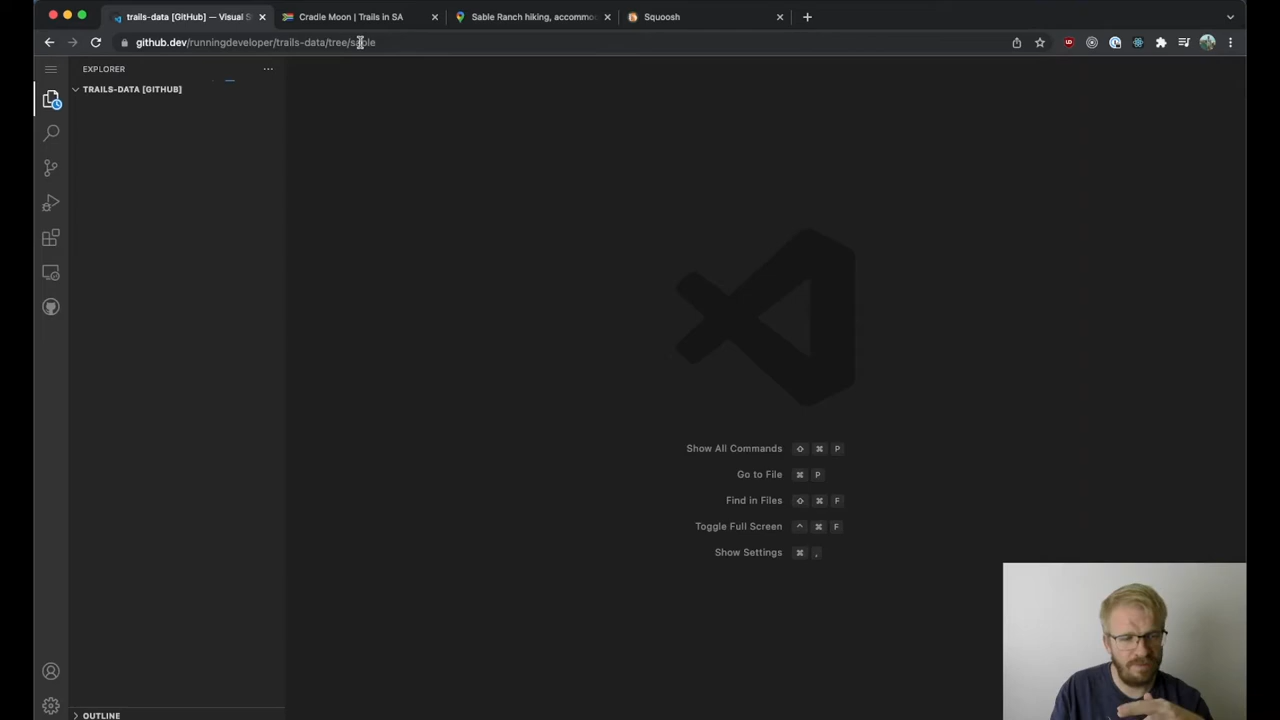 trails-data [GitHub] — Visual S
Cradle Moon | Trails in SA
Sable Ranch hiking, accommo
Squoosh
github.dev/runningdeveloper/trails-data/tree/sable
EXPLORER
TRAILS-DATA [GITHUB]
Show All Commands ⇧ ⌘ P
Go to File ⌘ P
Find in Files ⇧ ⌘ F
Toggle Full Screen ^ ⌘ F
Show Settings ⌘ ,
OUTLINE